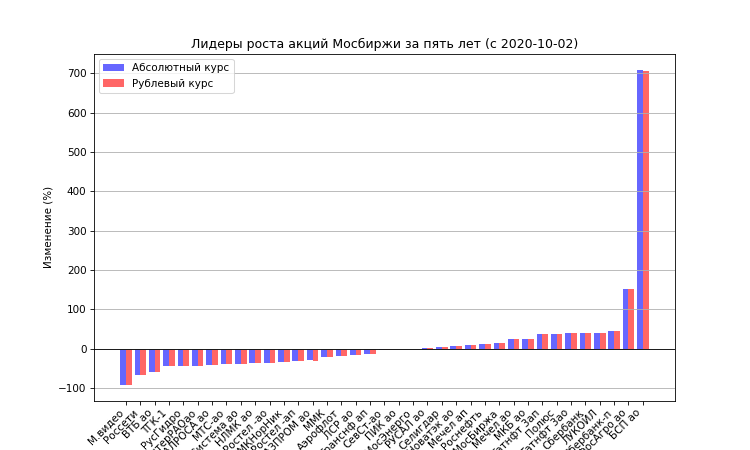 Лидеры роста акций Мосбиржи за пять лет (с 2020-10-02)
Абсолютный курс
Рублевый курс
Изменение (%)
700
600
500
400
300
200
100
0
−100
М.видео
Россети
ВТБ ао
ТГК-1
РусГидро
АЛРОСА ао
МТС-ао
Система ао
НЛМК ао
Ростел -ао
ГМКНорНик
Ростел -ап
ГАЗПРОМ ао
ММК
Аэрофлот
ЛСР ао
Транснф ап
СевСт-ао
ПИК ао
МосЭнерго
РУСАЛ ао
Селигдар
Новатэк ао
Мечел ап
Роснефть
МосБиржа
Мечел ао
МКБ ао
Татнфт 3ап
Полюс
Татнфт 3ао
Сбербанк
ЛУКОЙЛ
Сбербанк-п
РосАгро ао
БСП ао